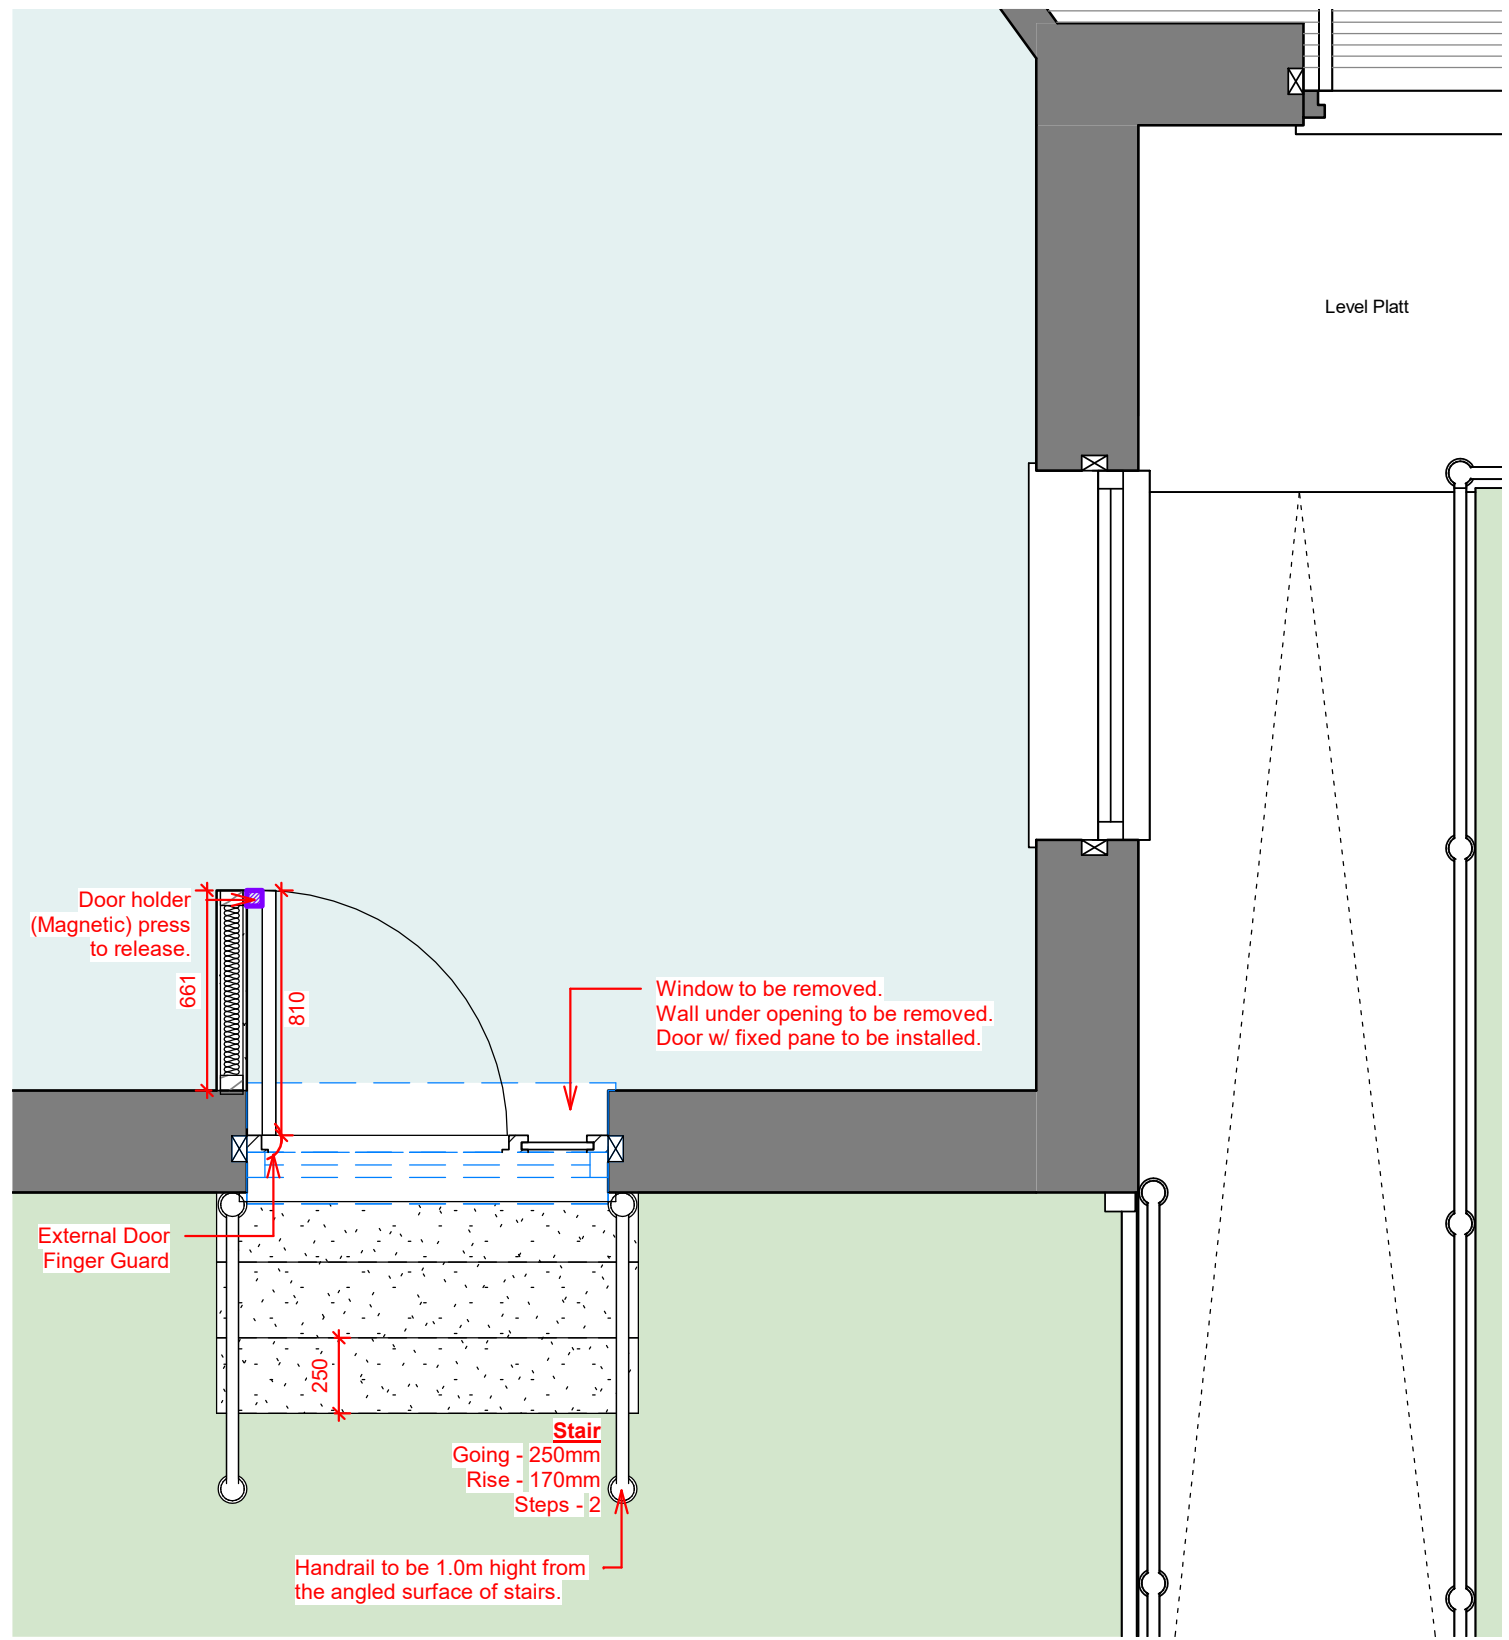 Level Platt
Door holder
(Magnetic) press
to release.
661
810
Window to be removed.
Wall under opening to be removed.
Door w/ fixed pane to be installed.
External Door
Finger Guard
250
Stair
Going - 250mm
Rise - 170mm
Steps - 2
Handrail to be 1.0m hight from
the angled surface of stairs.